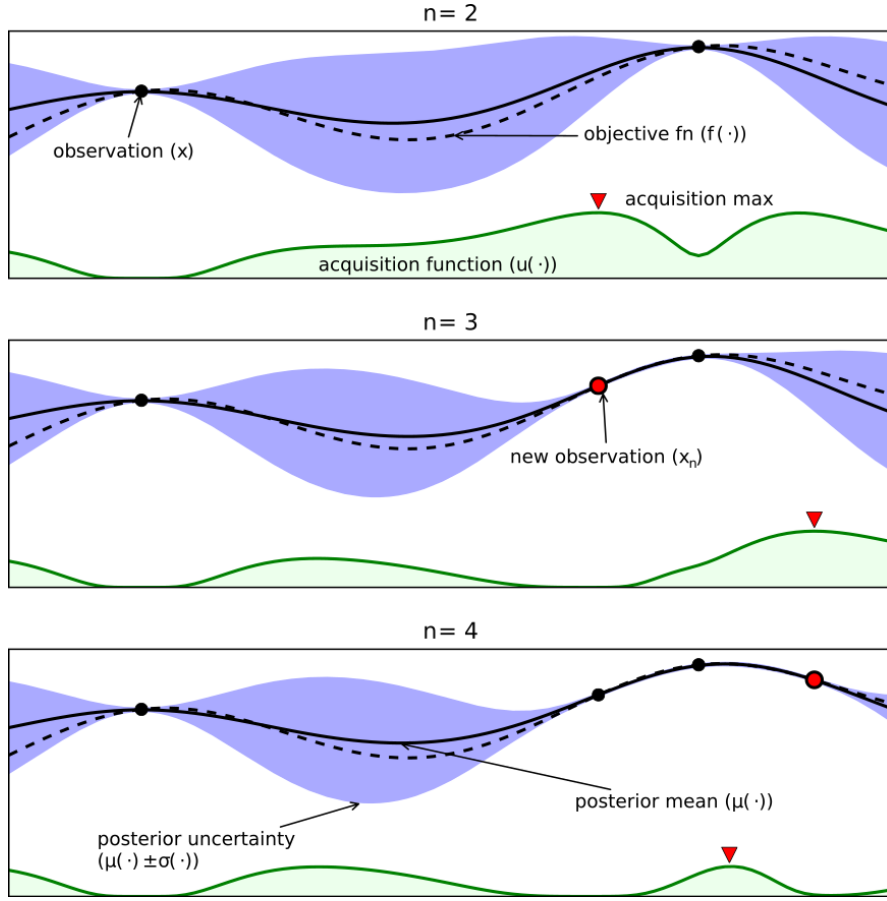 n= 2
observation (x)
objective fn (f(·))
acquisition max
acquisition function (u(·))
n= 3
new observation (xₙ)
n= 4
posterior mean (μ(·))
posterior uncertainty
(μ(·) ±σ(·))